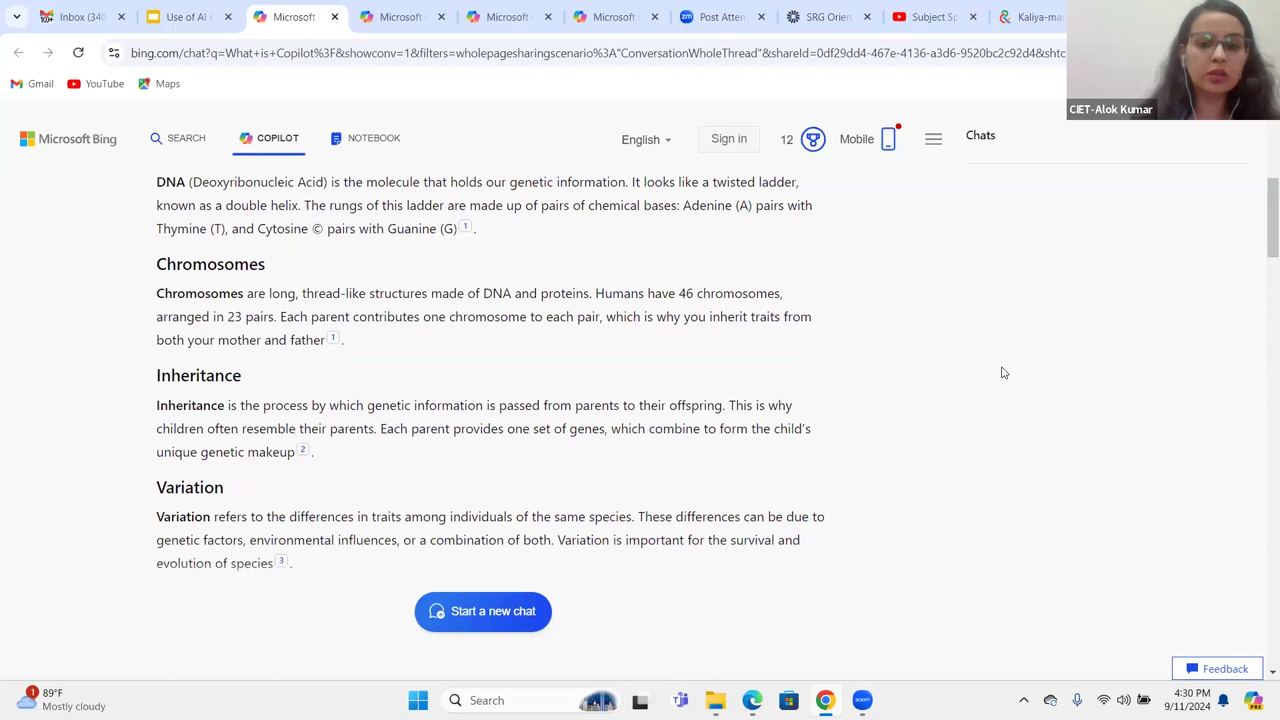 Inbox (340
Use of AI i
Microsoft
Microsoft
Microsoft
Microsoft
Post Atten
SRG Orien
Subject Sp
Kaliya-ma
bing.com/chat?q=What+is+Copilot%3F&showconv=1&filters=wholepagesharingscenario%3A"ConversationWholeThread"&shareId=0df29dd4-467e-4136-a3d6-9520bc2c92d4&shtc
Gmail
YouTube
Maps
CIET-Alok Kumar
Microsoft Bing
SEARCH
COPILOT
NOTEBOOK
English
Sign in
12
Mobile
Chats
DNA (Deoxyribonucleic Acid) is the molecule that holds our genetic information. It looks like a twisted ladder,
known as a double helix. The rungs of this ladder are made up of pairs of chemical bases: Adenine (A) pairs with
Thymine (T), and Cytosine © pairs with Guanine (G) 1 .
Chromosomes
Chromosomes are long, thread-like structures made of DNA and proteins. Humans have 46 chromosomes,
arranged in 23 pairs. Each parent contributes one chromosome to each pair, which is why you inherit traits from
both your mother and father 1 .
Inheritance
Inheritance is the process by which genetic information is passed from parents to their offspring. This is why
children often resemble their parents. Each parent provides one set of genes, which combine to form the child's
unique genetic makeup 2 .
Variation
Variation refers to the differences in traits among individuals of the same species. These differences can be due to
genetic factors, environmental influences, or a combination of both. Variation is important for the survival and
evolution of species 3 .
Start a new chat
Feedback
1
89°F
Mostly cloudy
Search
4:30 PM
9/11/2024
PRE